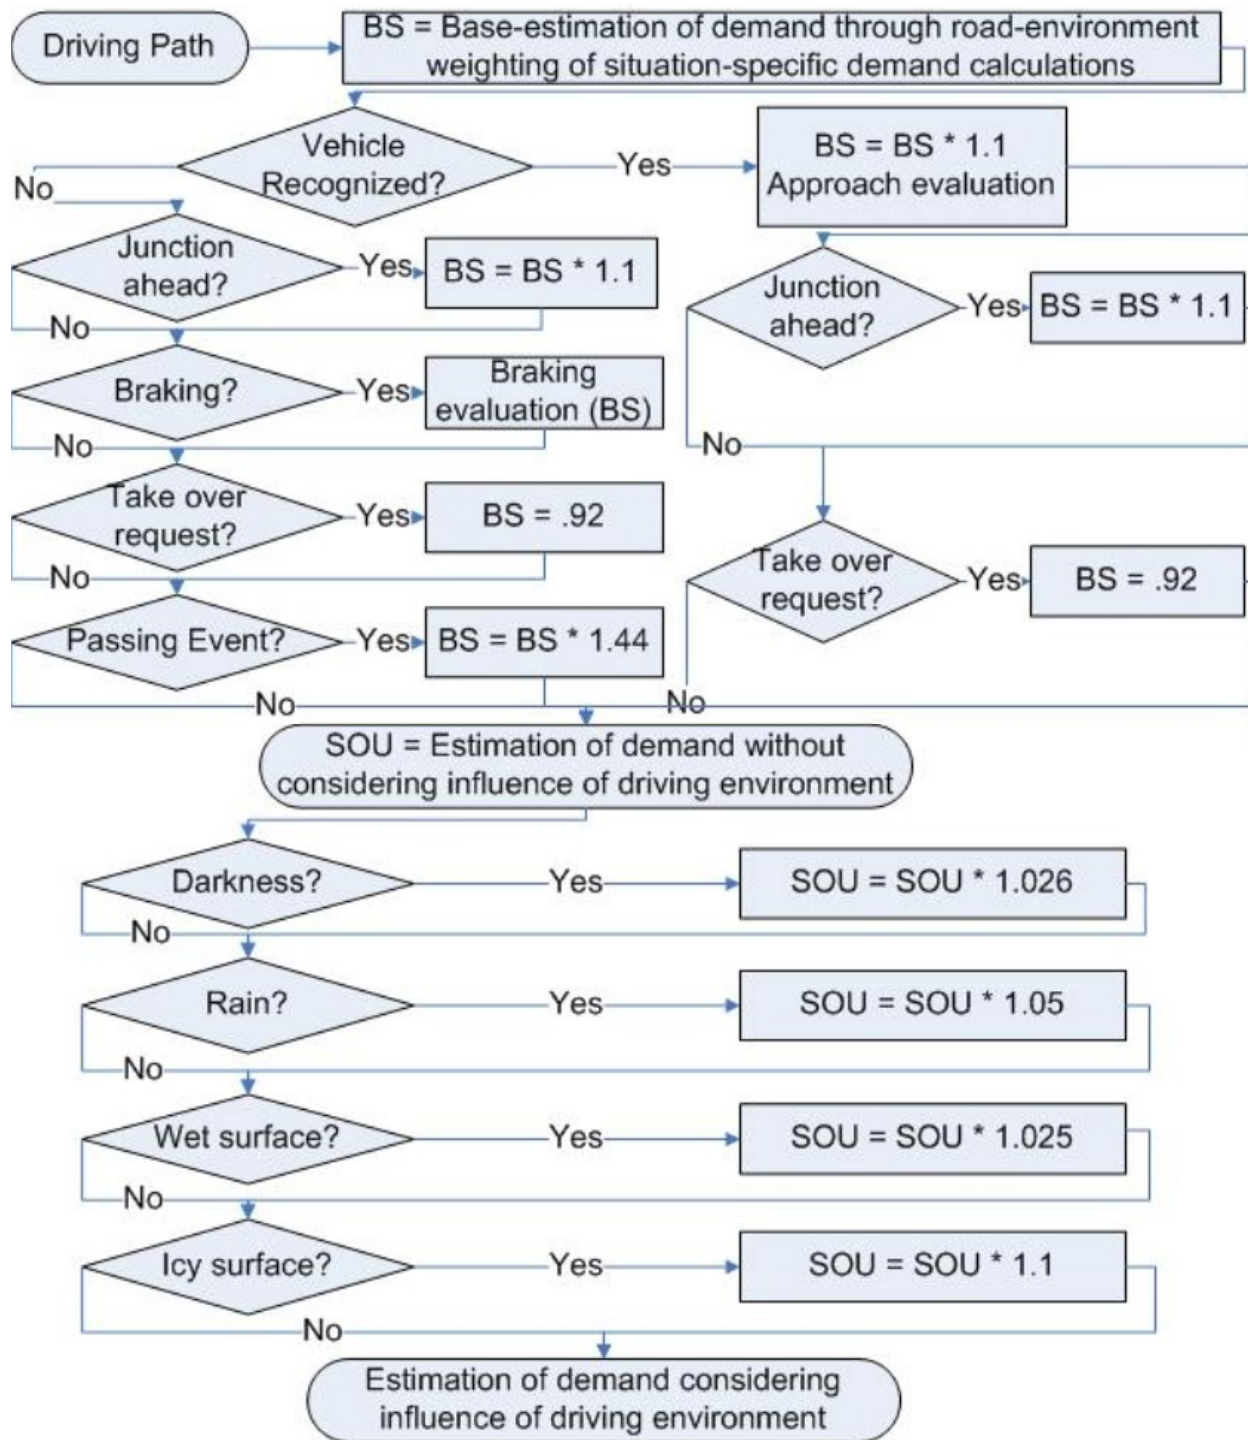 Driving Path
BS = Base-estimation of demand through road-environment
weighting of situation-specific demand calculations
Vehicle
Recognized?
Yes
BS = BS * 1.1
Approach evaluation
No
Junction
ahead?
Yes
BS = BS * 1.1
No
Braking?
Yes
Braking
evaluation (BS)
No
Take over
request?
Yes
BS = .92
No
Passing Event?
Yes
BS = BS * 1.44
No
Junction
ahead?
Yes
BS = BS * 1.1
No
Take over
request?
Yes
BS = .92
No
SOU = Estimation of demand without
considering influence of driving environment
Darkness?
Yes
SOU = SOU * 1.026
No
Rain?
Yes
SOU = SOU * 1.05
No
Wet surface?
Yes
SOU = SOU * 1.025
No
Icy surface?
Yes
SOU = SOU * 1.1
No
Estimation of demand considering
influence of driving environment